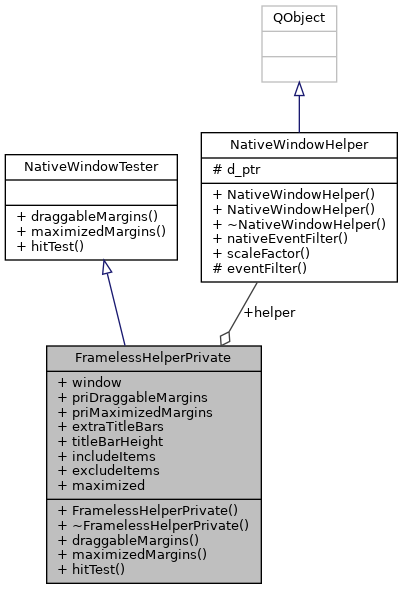 QObject
NativeWindowHelper
# d_ptr
+ NativeWindowHelper()
+ NativeWindowHelper()
+ ~NativeWindowHelper()
+ nativeEventFilter()
+ scaleFactor()
# eventFilter()
NativeWindowTester
+ draggableMargins()
+ maximizedMargins()
+ hitTest()
+helper
FramelessHelperPrivate
+ window
+ priDraggableMargins
+ priMaximizedMargins
+ extraTitleBars
+ titleBarHeight
+ includeItems
+ excludeItems
+ maximized
+ FramelessHelperPrivate()
+ ~FramelessHelperPrivate()
+ draggableMargins()
+ maximizedMargins()
+ hitTest()